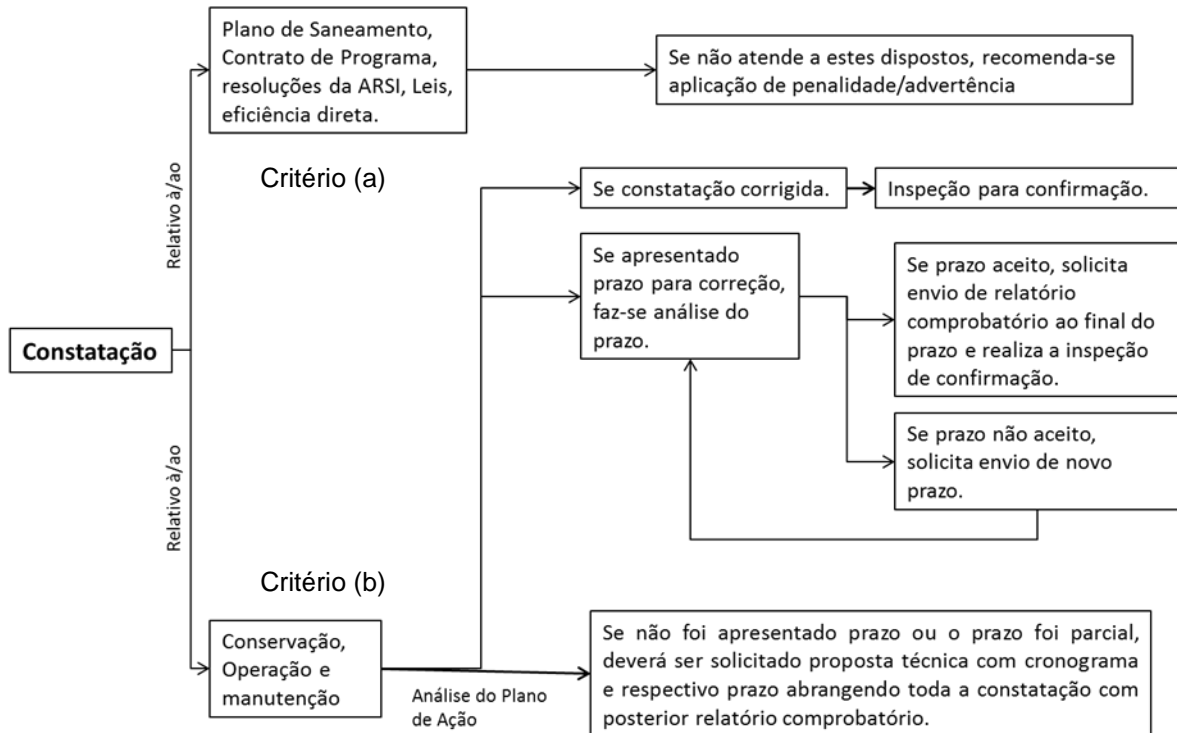 Plano de Saneamento,
Contrato de Programa,
resoluções da ARSI, Leis,
eficiência direta.
Se não atende a estes dispostos, recomenda-se
aplicação de penalidade/advertência
Relativo à/ao
Critério (a)
Se constatação corrigida.
Inspeção para confirmação.
Se apresentado
prazo para correção,
faz-se análise do
prazo.
Se prazo aceito, solicita
envio de relatório
comprobatório ao final do
prazo e realiza a inspeção
de confirmação.
Constatação
Se prazo não aceito,
solicita envio de novo
prazo.
Relativo à/ao
Critério (b)
Conservação,
Operação e
manutenção
Análise do Plano
de Ação
Se não foi apresentado prazo ou o prazo foi parcial,
deverá ser solicitado proposta técnica com cronograma
e respectivo prazo abrangendo toda a constatação com
posterior relatório comprobatório.